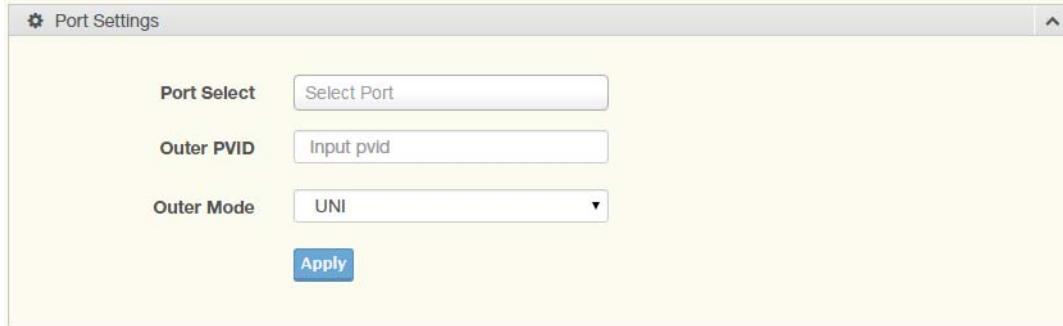 Port Settings
Port Select Select Port
Outer PVID Input pvid
Outer Mode UNI
Apply